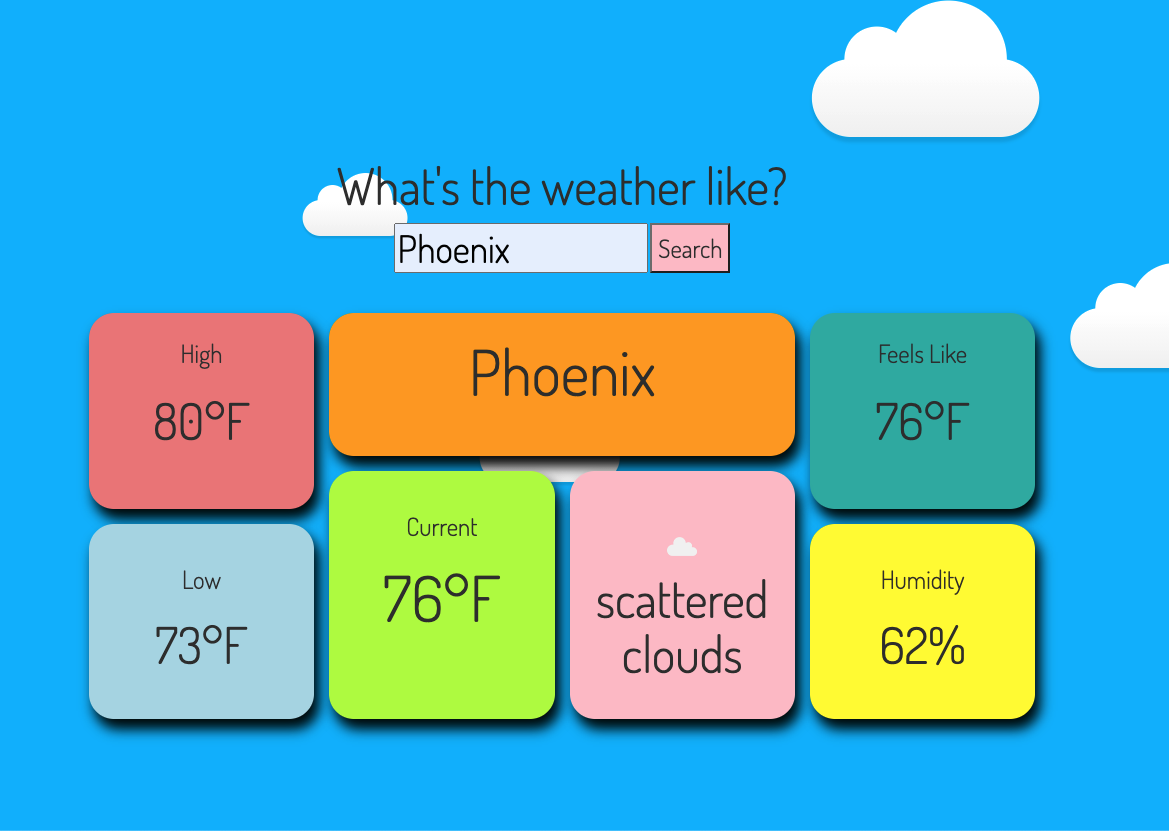 What's the weather like?
Phoenix Search
High
80°F
Phoenix
Feels Like
76°F
Low
73°F
Current
76°F
scattered
clouds
Humidity
62%